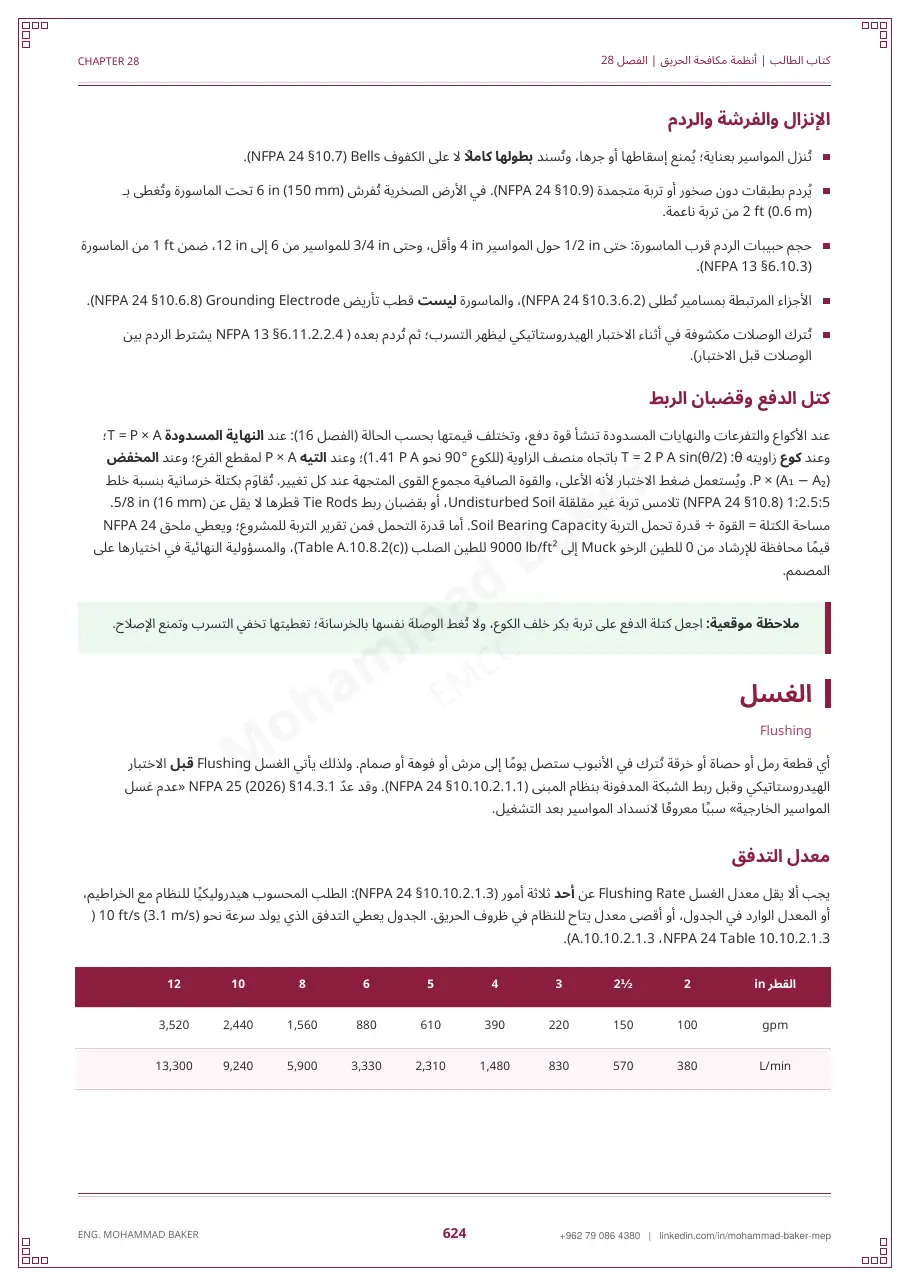 CHAPTER 28
كتاب الطالب | أنظمة مكافحة الحريق | الفصل 28
الإنزال والفرشة والردم
تُنزل المواسير بعناية؛ يُمنع إسقاطها أو جرها، وتُسند بطولها كاملًا لا على الكفوف Bells (NFPA 24 §10.7).
يُردم بطبقات دون صخور أو تربة متجمدة (NFPA 24 §10.9). في الأرض الصخرية تُفرش 6 in (150 mm) تحت الماسورة وتُغطى بـ
2 ft (0.6 m) من تربة ناعمة.
حجم حبيبات الردم قرب الماسورة: حتى 1/2 in حول المواسير 4 in وأقل، وحتى 3/4 in للمواسير من 6 إلى 12 in، ضمن 1 ft من الماسورة
(NFPA 13 §6.10.3).
الأجزاء المرتبطة بمسامير تُطلى (NFPA 24 §10.3.6.2)، والماسورة ليست قطب تأريض Grounding Electrode (NFPA 24 §10.6.8).
تُترك الوصلات مكشوفة في أثناء الاختبار الهيدروستاتيكي ليظهر التسرب؛ ثم تُردم بعده (NFPA 13 §6.11.2.2.4 يشترط الردم بين
الوصلات قبل الاختبار).
كتل الدفع وقضبان الربط
عند الأكواع والتفرعات والنهايات المسدودة تنشأ قوة دفع، وتختلف قيمتها بحسب الحالة (الفصل 16): عند النهاية المسدودة T = P × A؛
وعند كوع زاويته θ: T = 2 P A sin(θ/2) باتجاه منصف الزاوية (للكوع 90° نحو 1.41 P A)؛ وعند التيه P × A لمقطع الفرع؛ وعند المخفض
P × (A₁ − A₂). ويُستعمل ضغط الاختبار لأنه الأعلى، والقوة الصافية مجموع القوى المتجهة عند كل تغيير. تُقاوَم بكتلة خرسانية بنسبة خلط
1:2.5:5 (NFPA 24 §10.8) تلامس تربة غير مقلقلة Undisturbed Soil، أو بقضبان ربط Tie Rods قطرها لا يقل عن 5/8 in (16 mm).
مساحة الكتلة = القوة ÷ قدرة تحمل التربة Soil Bearing Capacity. أما قدرة التحمل فمن تقرير التربة للمشروع؛ ويعطي ملحق NFPA 24
قيمًا محافظة للإرشاد من 0 للطين الرخو Muck إلى 9000 lb/ft² للطين الصلب (Table A.10.8.2(c))، والمسؤولية النهائية في اختيارها على
المصمم.
ملاحظة موقعية: اجعل كتلة الدفع على تربة بكر خلف الكوع، ولا تُغط الوصلة نفسها بالخرسانة؛ تغطيتها تخفي التسرب وتمنع الإصلاح.
الغسل
Flushing
أي قطعة رمل أو حصاة أو خرقة تُترك في الأنبوب ستصل يومًا إلى مرش أو فوهة أو صمام. ولذلك يأتي الغسل Flushing قبل الاختبار
الهيدروستاتيكي وقبل ربط الشبكة المدفونة بنظام المبنى (NFPA 24 §10.10.2.1.1). وقد عدّ NFPA 25 (2026) §14.3.1 «عدم غسل
المواسير الخارجية» سببًا معروفًا لانسداد المواسير بعد التشغيل.
معدل التدفق
يجب ألا يقل معدل الغسل Flushing Rate عن أحد ثلاثة أمور (NFPA 24 §10.10.2.1.3): الطلب المحسوب هيدروليكيًا للنظام مع الخراطيم،
أو المعدل الوارد في الجدول، أو أقصى معدل يتاح للنظام في ظروف الحريق. الجدول يعطي التدفق الذي يولد سرعة نحو 10 ft/s (3.1 m/s) (
NFPA 24 Table 10.10.2.1.3، A.10.10.2.1.3).
القطر in 2 2½ 3 4 5 6 8 10 12
gpm 100 150 220 390 610 880 1,560 2,440 3,520
L/min 380 570 830 1,480 2,310 3,330 5,900 9,240 13,300
Mohammad Baker
EMCC
ENG. MOHAMMAD BAKER
624
+962 79 086 4380 | linkedin.com/in/mohammad-baker-mep